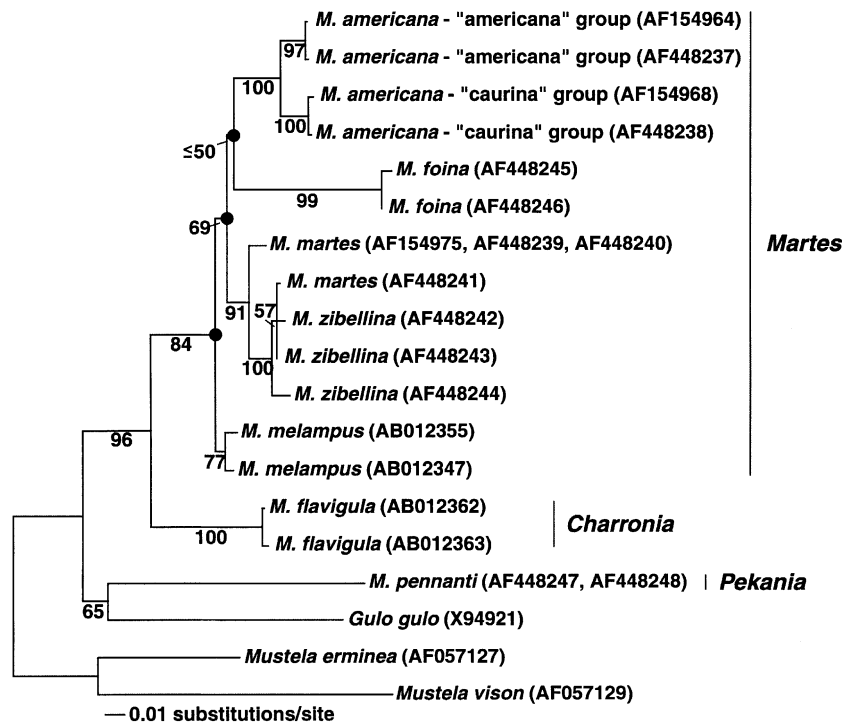 M. americana - "americana" group (AF154964)
97
M. americana - "americana" group (AF448237)
100
M. americana - "caurina" group (AF154968)
100
M. americana - "caurina" group (AF448238)
≤50
M. foina (AF448245)
99
M. foina (AF448246)
69
M. martes (AF154975, AF448239, AF448240)
Martes
M. martes (AF448241)
91
57
M. zibellina (AF448242)
84
M. zibellina (AF448243)
100
M. zibellina (AF448244)
96
M. melampus (AB012355)
77
M. melampus (AB012347)
M. flavigula (AB012362)
Charronia
100
M. flavigula (AB012363)
M. pennanti (AF448247, AF448248)
Pekania
65
Gulo gulo (X94921)
Mustela erminea (AF057127)
Mustela vison (AF057129)
0.01 substitutions/site